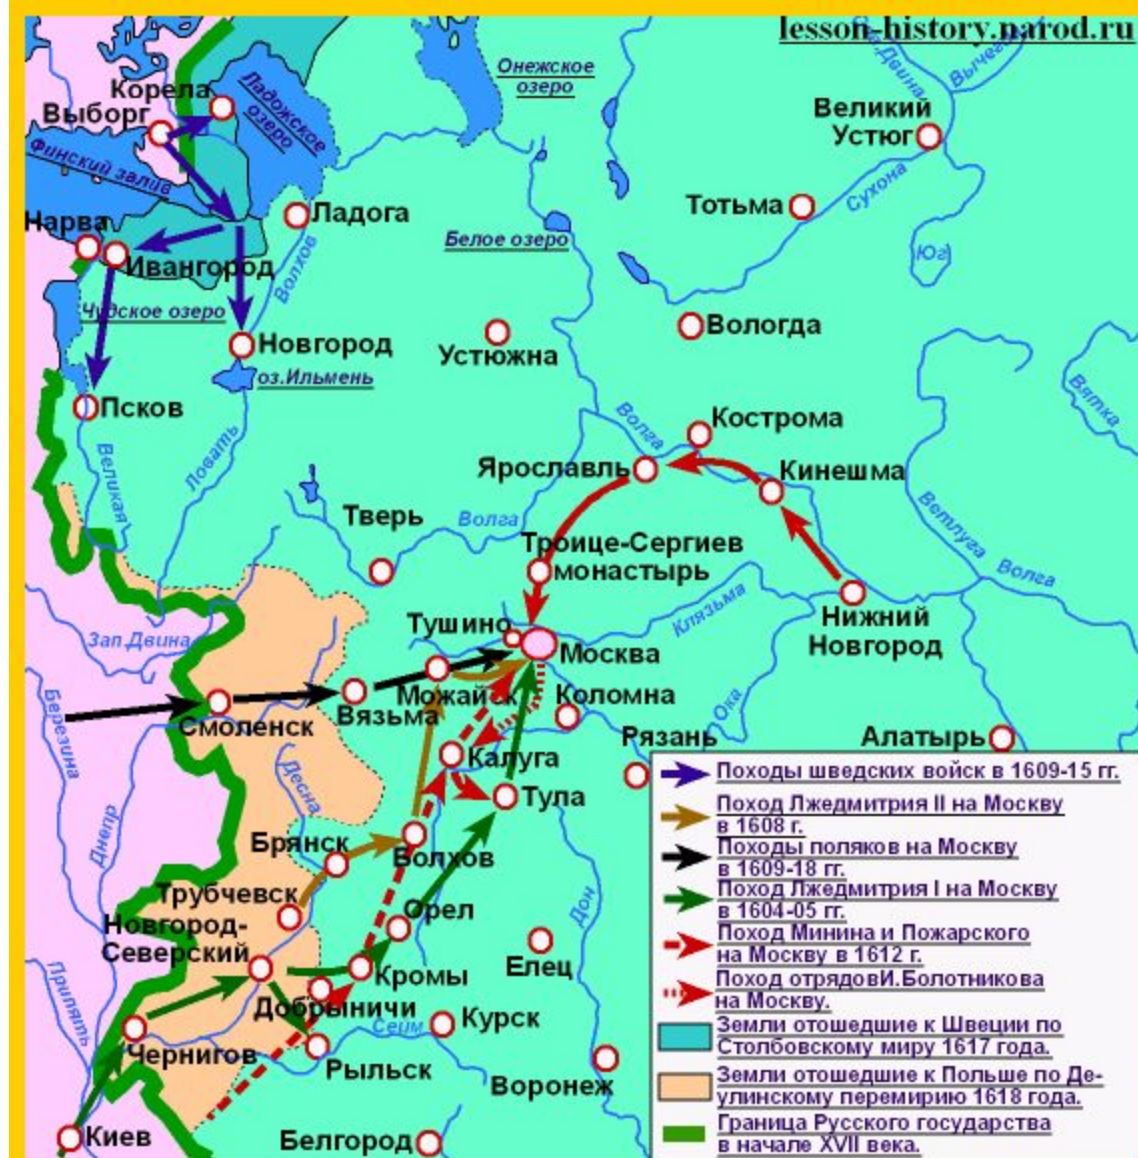 lesson-history.narod.ru
Онежское
озеро
Корела
Выборг
Ладожское
озеро
Финский залив
Великий
Устюг
Сухона
Тотьма
Юг
Ладога
Нарва
Ивангород
Волхов
Белое озеро
Чудское озеро
Новгород
оз.Ильмень
Устюжна
Вологда
Псков
Великая
Ловать
Вятка
Кострома
Волга
Ярославль
Кинешма
Ветлуга
Волга
Тверь
Волга
Троице-Сергиев
монастырь
Клязьма
Нижний
Новгород
Зап.Двина
Тушино
Москва
Можайск
Коломна
Вязьма
Смоленск
Березина
Ока
Рязань
Алатырь
Калуга
Десна
Тула
Днепр
Брянск
Волхов
Трубчевск
Новгород-
Северский
Орел
Дон
Елец
Кромы
Добрыничи
Припять
Сейм
Курск
Чернигов
Рыльск
Воронеж
Киев
Белгород
Походы шведских войск в 1609-15 гг.
Поход Лжедмитрия II на Москву
в 1608 г.
Походы поляков на Москву
в 1609-18 гг.
Поход Лжедмитрия I на Москву
в 1604-05 гг.
Поход Минина и Пожарского
на Москву в 1612 г.
Поход отрядовИ.Болотникова
на Москву.
Земли отошедшие к Швеции по
Столбовскому миру 1617 года.
Земли отошедшие к Польше по Де-
улинскому перемирию 1618 года.
Граница Русского государства
в начале XVII века.